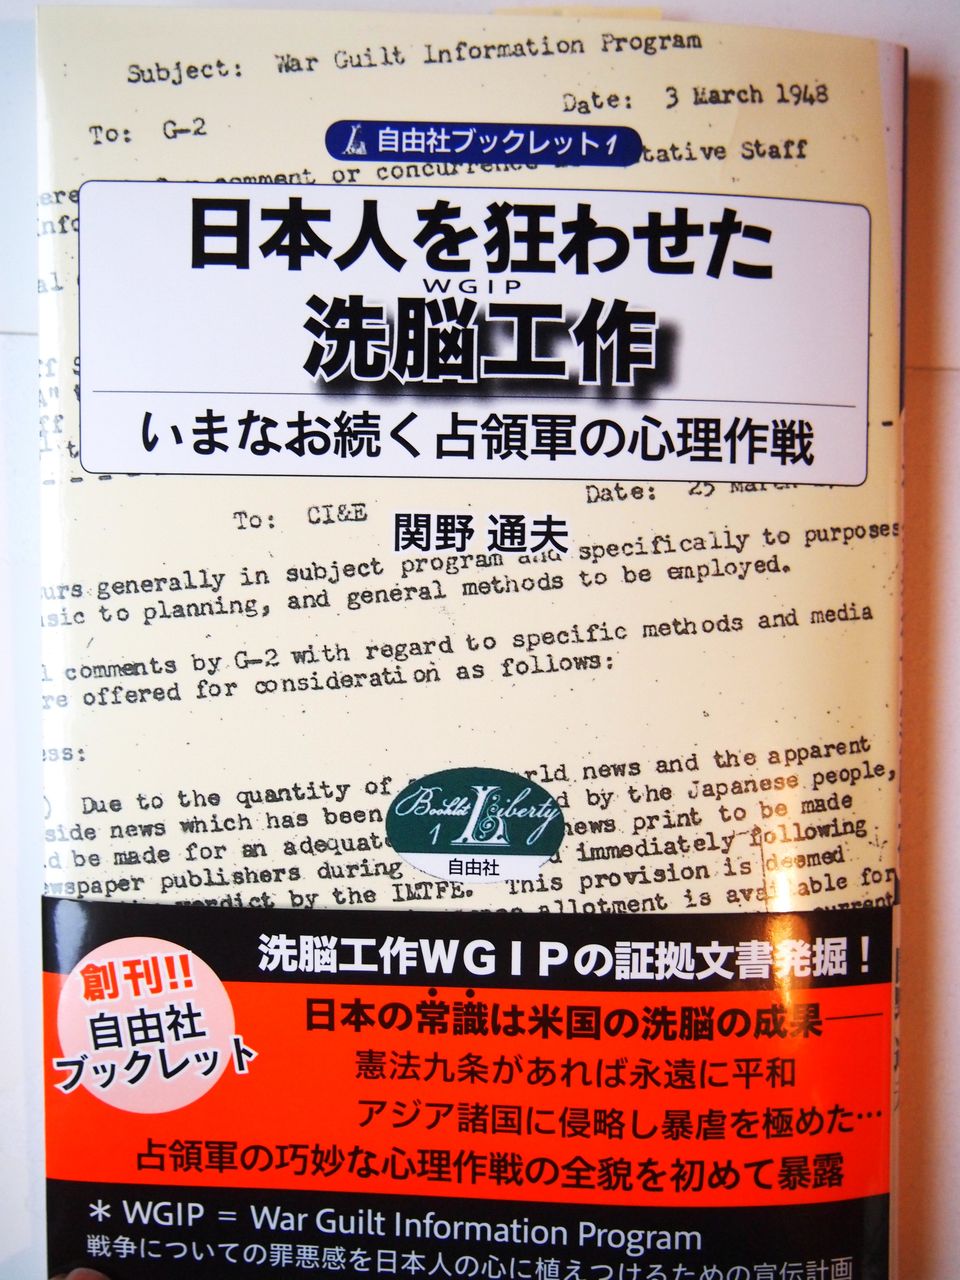 Subject: War Guilt Information Program
Date: 3 March 1948
To: G-2
自由社ブックレット1
tative Staff
comment or concurrence
日本人を狂わせた
WGIP
洗脳工作
いまなお続く占領軍の心理作戦
Date: 25 March
To: CI&E
関野 通夫
urs generally in subject program and specifically to purposes
sic to planning, and general methods to be employed.
l comments by G-2 with regard to specific methods and media
re offered for consideration as follows:
ess:
) Due to the quantity of rld news and the apparent
side news which has been d by the Japanese people,
d be made for an adequate news print to be made
ewspaper publishers during immediately following
verdict by the IMTFE. This provision is deemed
allotment is available for
current
Booklet Liberty
1
自由社
洗脳工作WGIPの証拠文書発掘!
創刊!!
自由社
ブックレット
日本の常識は米国の洗脳の成果――
憲法九条があれば永遠に平和
アジア諸国に侵略し暴虐を極めた…
占領軍の巧妙な心理作戦の全貌を初めて暴露
* WGIP = War Guilt Information Program
戦争についての罪悪感を日本人の心に植えつけるための宣伝計画